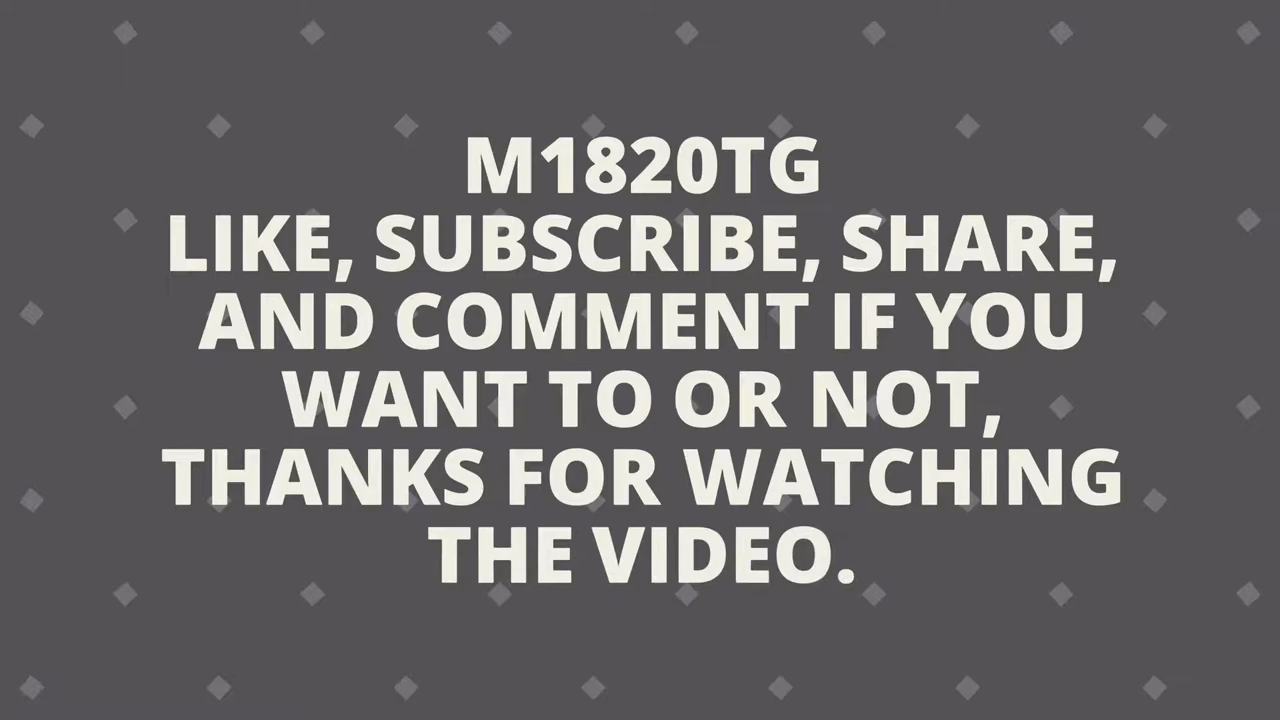 M1820TG
LIKE, SUBSCRIBE, SHARE,
AND COMMENT IF YOU
WANT TO OR NOT,
THANKS FOR WATCHING
THE VIDEO.